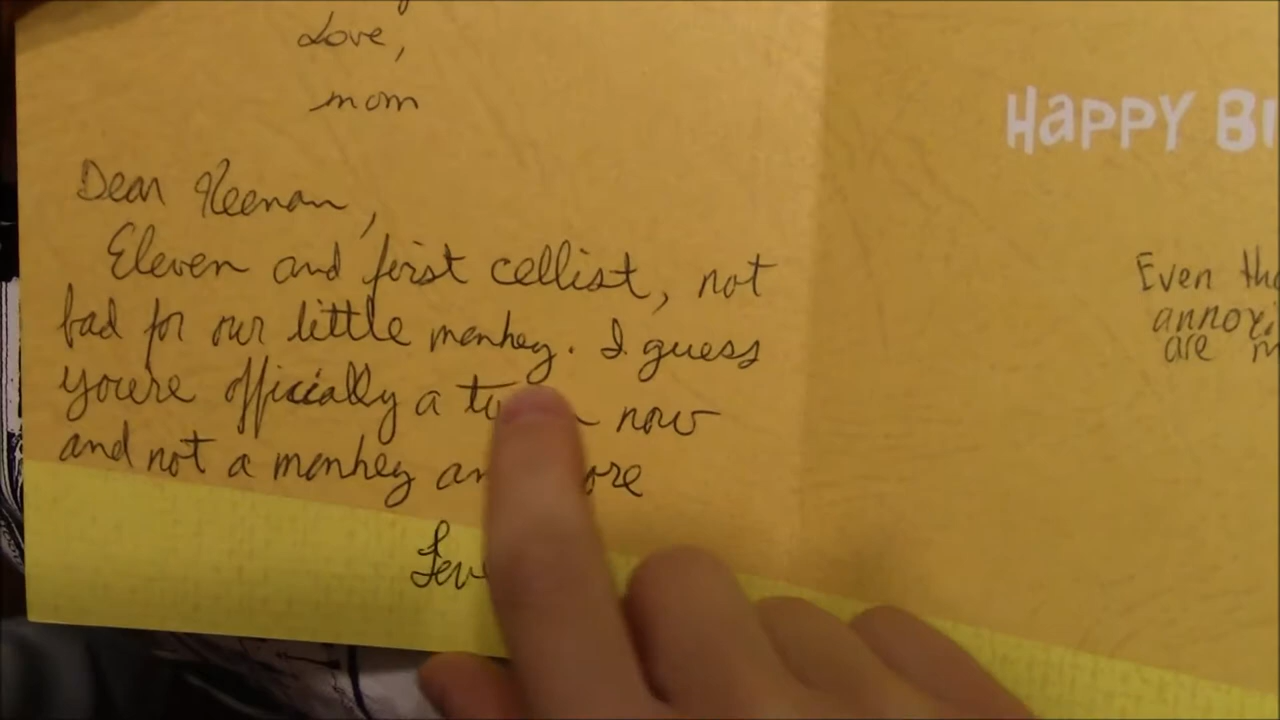 Love,
mom
Dear Keenan,
Eleven and first cellist, not
bad for our little monkey. I guess
you're officially a now
and not a monkey
HAPPY
Even
are